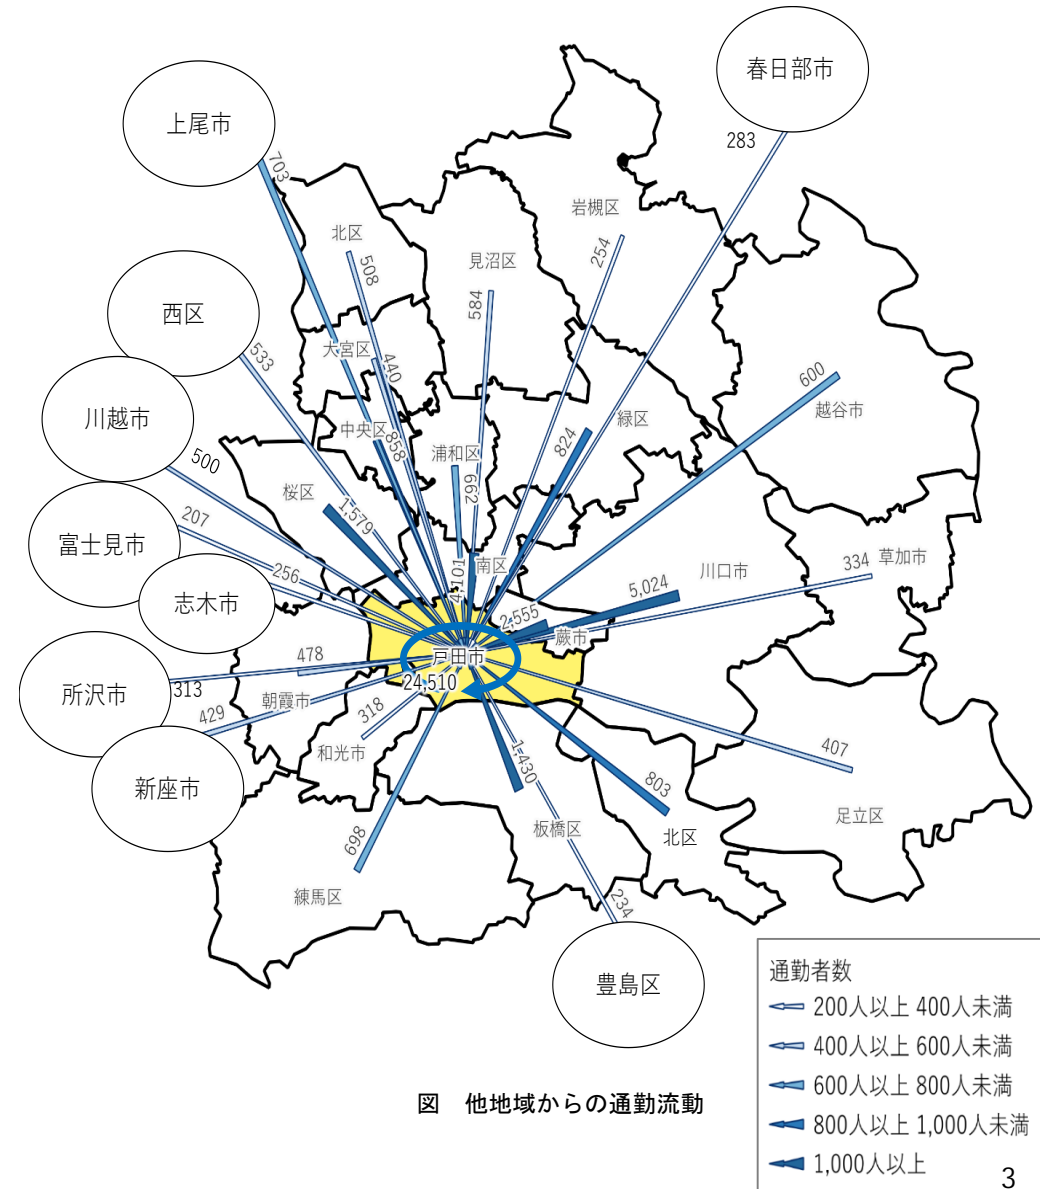 春日部市
上尾市
283
703
岩槻区
北区
254
508
見沼区
584
西区
533
大宮区
440
600
越谷市
川越市
中央区
858
浦和区
緑区
824
500
662
桜区
1,579
207
富士見市
256
志木市
4,101
南区
川口市
334
草加市
5,024
2,555
蕨市
戸田市
24,510
478
所沢市
313
朝霞市
429
318
和光市
新座市
1,430
407
803
足立区
698
板橋区
北区
練馬区
234
豊島区
通勤者数
200人以上 400人未満
400人以上 600人未満
600人以上 800人未満
800人以上 1,000人未満
1,000人以上
図 他地域からの通勤流動
3